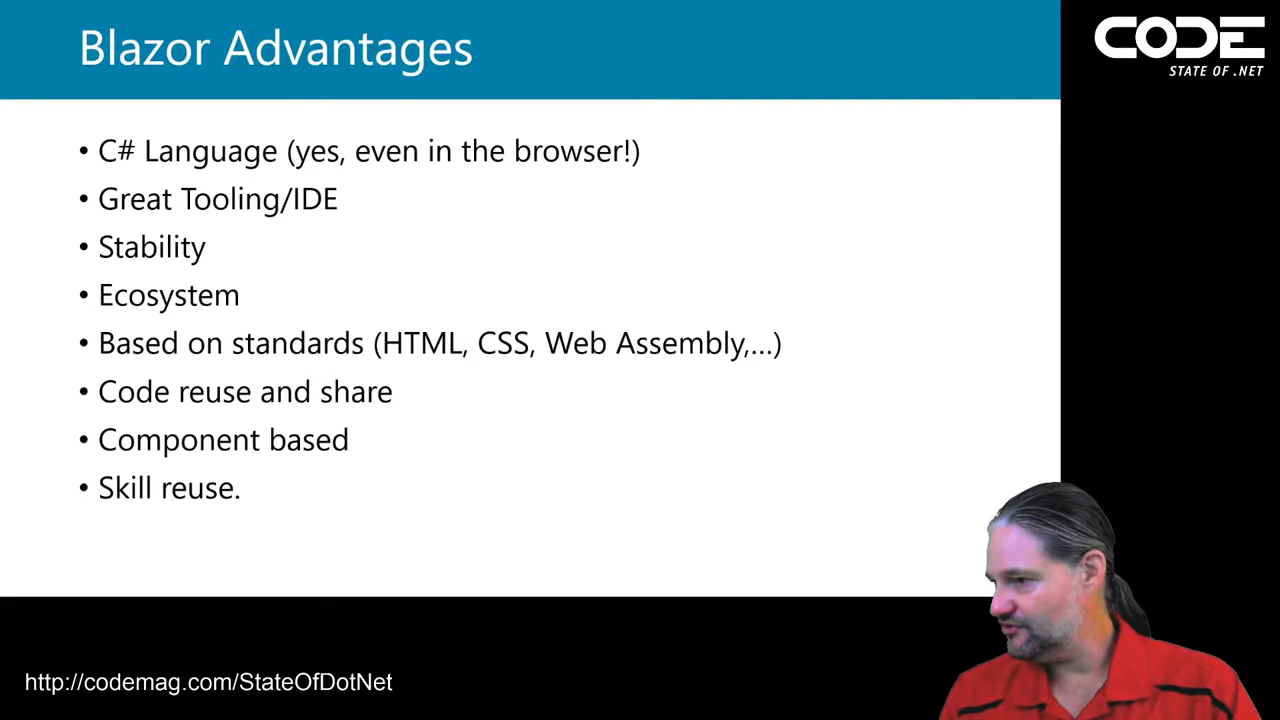 Blazor Advantages
CODE
STATE OF .NET
• C# Language (yes, even in the browser!)
• Great Tooling/IDE
• Stability
• Ecosystem
• Based on standards (HTML, CSS, Web Assembly,...)
• Code reuse and share
• Component based
• Skill reuse.
http://codemag.com/StateOfDotNet